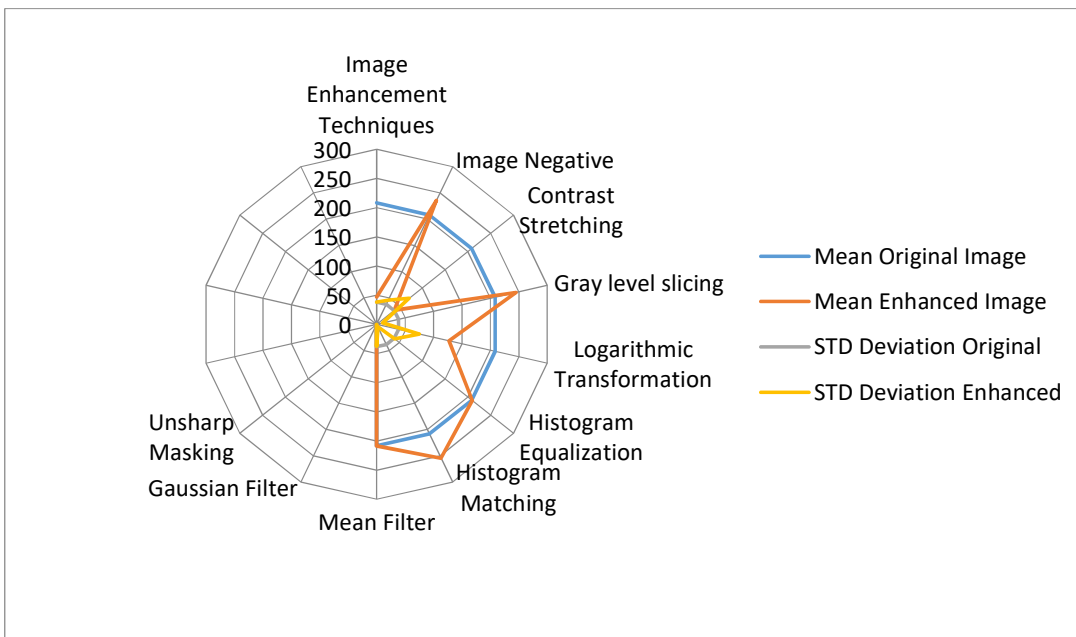 Image
Enhancement
Techniques
300
250
200
150
100
50
0
Image Negative
Contrast
Stretching
Gray level slicing
Logarithmic
Transformation
Histogram
Equalization
Histogram
Matching
Mean Filter
Gaussian Filter
Unsharp
Masking
Mean Original Image
Mean Enhanced Image
STD Deviation Original
STD Deviation Enhanced